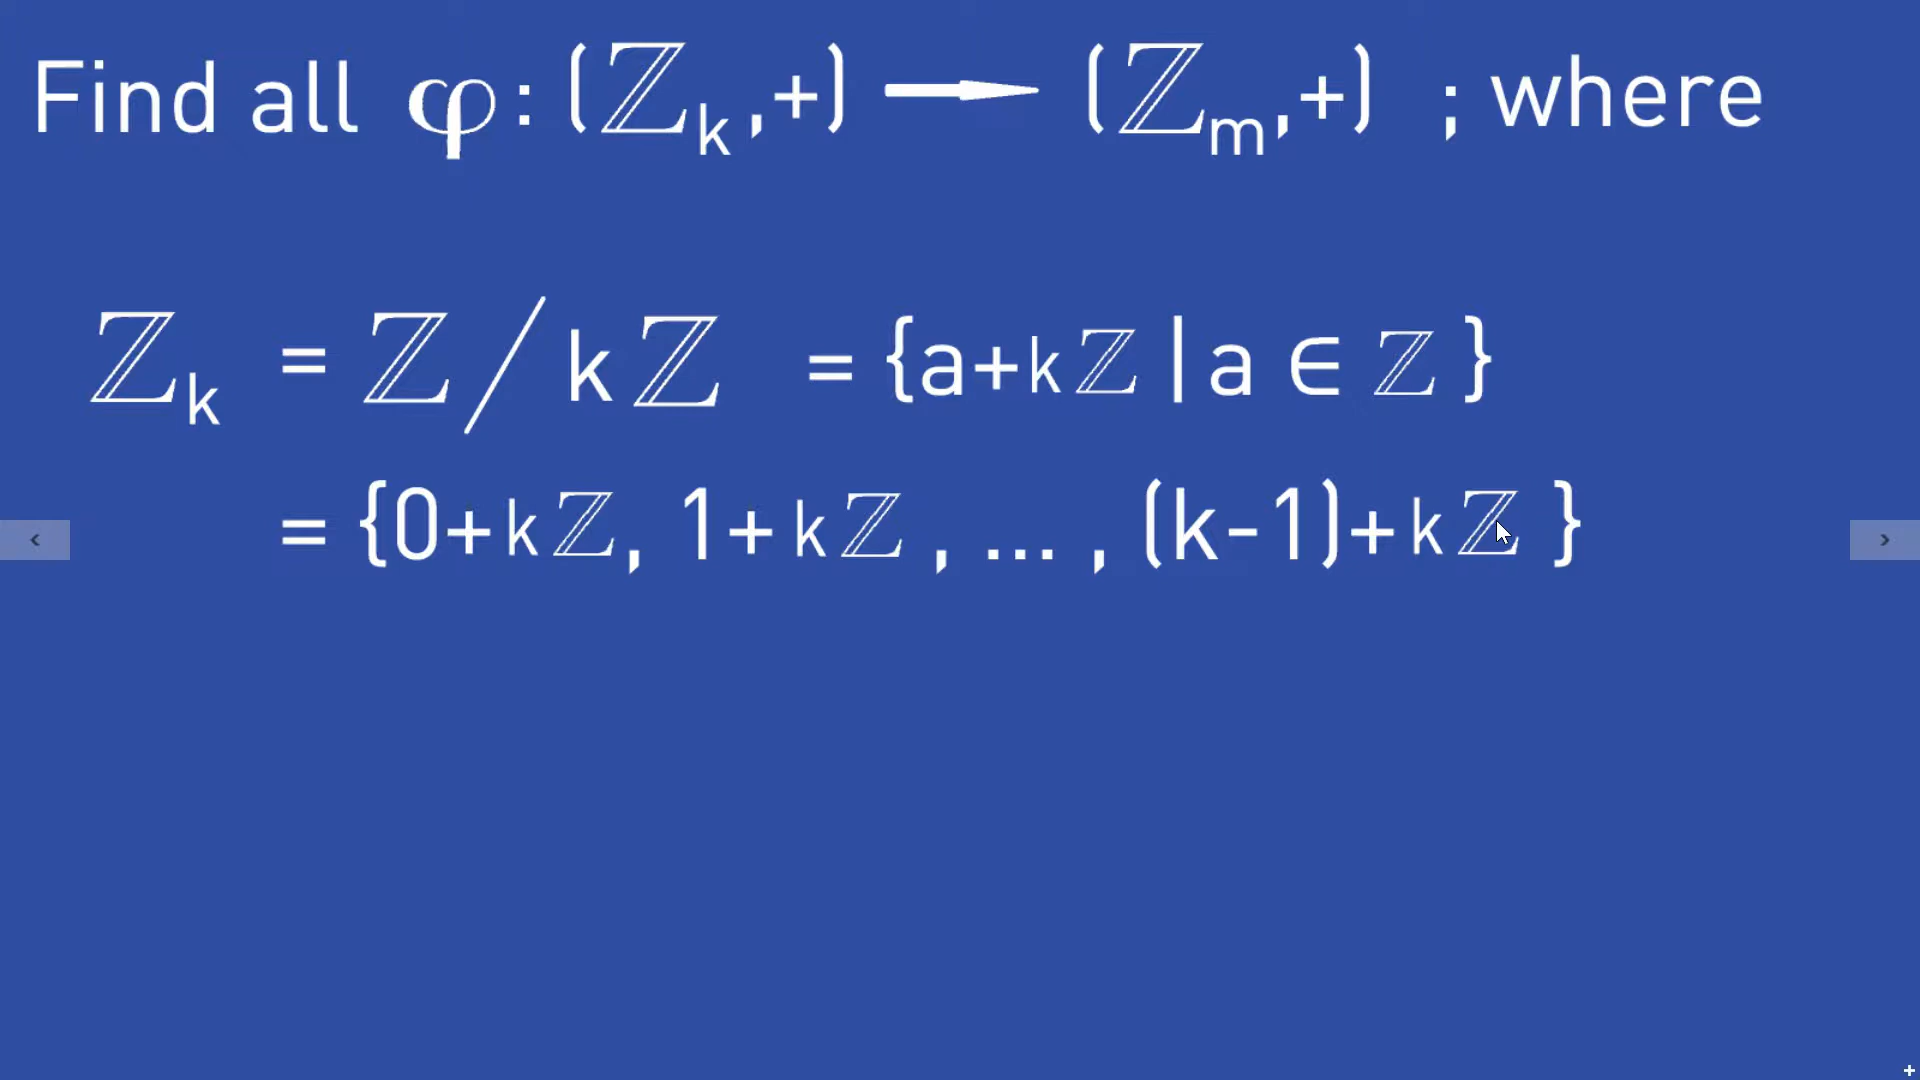 Find all φ: (ℤₖ,+) ⟶ (ℤₘ,+) ; where
ℤₖ = ℤ/kℤ = {a+kℤ|a ∈ ℤ}
= {0+kℤ, 1+kℤ, ..., (k-1)+kℤ}